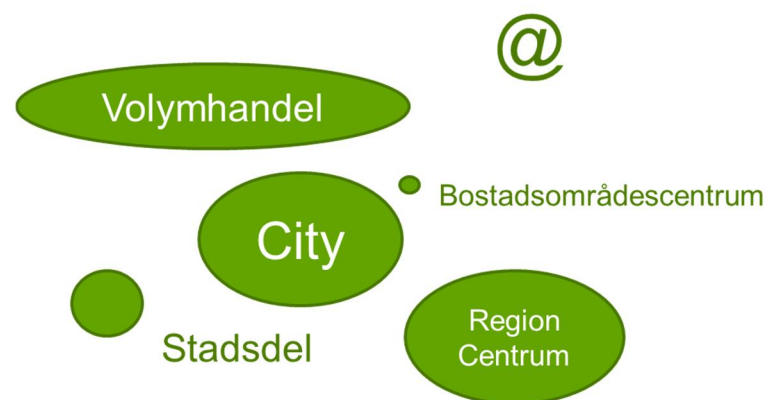 @
Volymhandel
Bostadsområdescentrum
City
Region
Centrum
Stadsdel